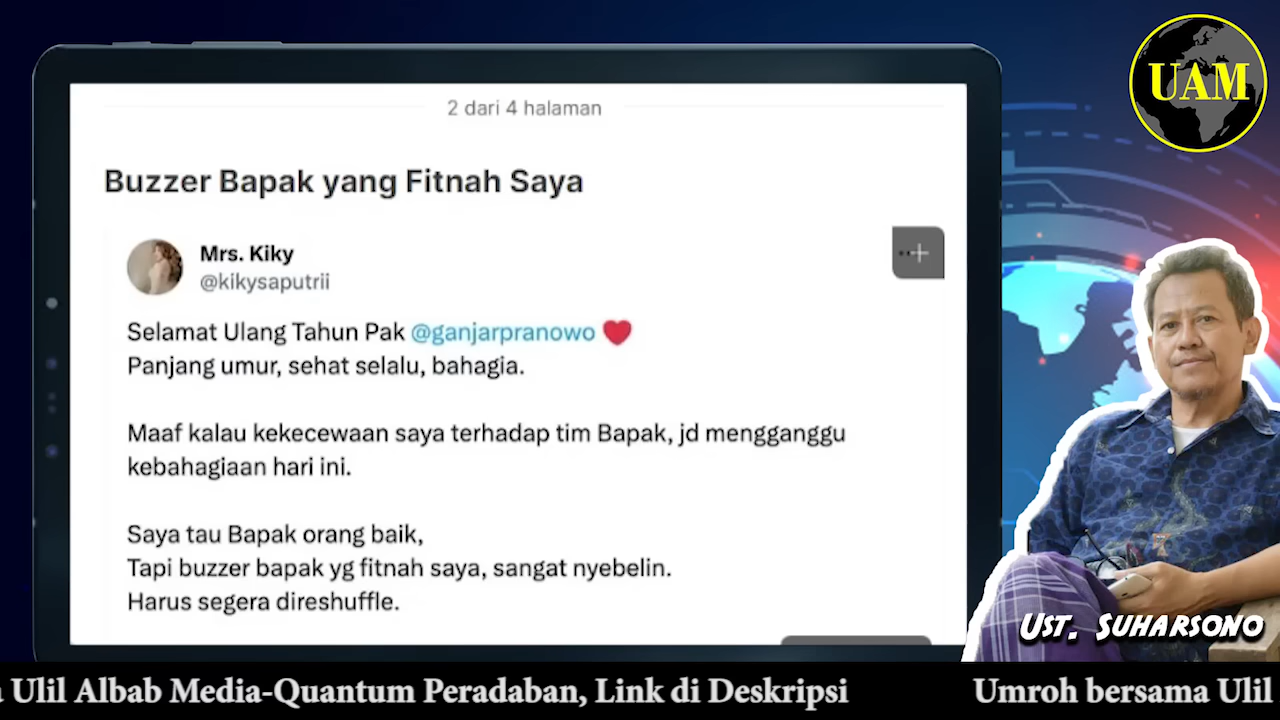 UAM
2 dari 4 halaman
Buzzer Bapak yang Fitnah Saya
Mrs. Kiky
@kikysaputrii
Selamat Ulang Tahun Pak @ganjarpranowo ❤️
Panjang umur, sehat selalu, bahagia.
Maaf kalau kekecewaan saya terhadap tim Bapak, jd mengganggu
kebahagiaan hari ini.
Saya tau Bapak orang baik,
Tapi buzzer bapak yg fitnah saya, sangat nyebelin.
Harus segera direshuffle.
Ust. Suharsono
a Ulil Albab Media-Quantum Peradaban, Link di Deskripsi Umroh bersama Ulil